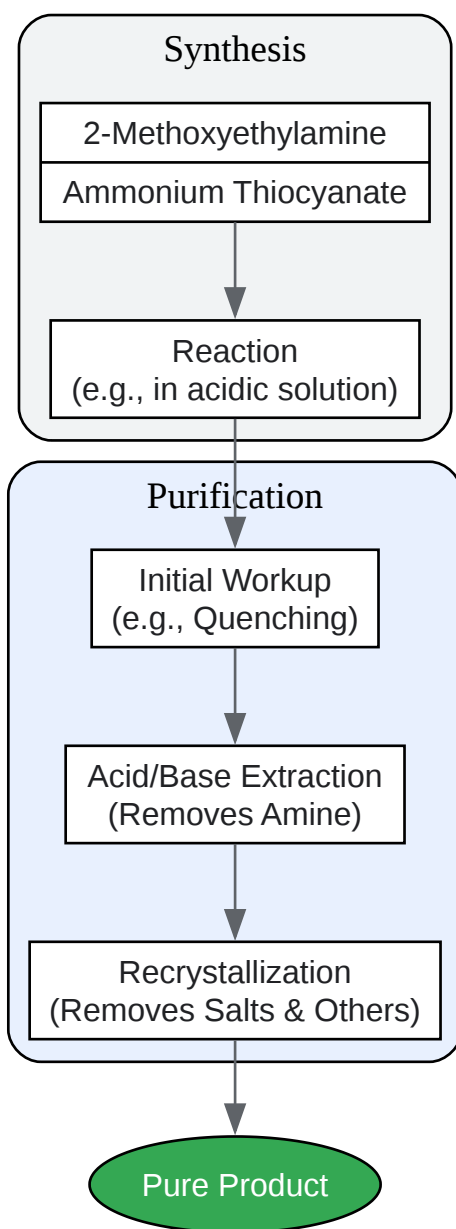 Synthesis
2-Methoxyethylamine
Ammonium Thiocyanate
Reaction
(e.g., in acidic solution)
Purification
Initial Workup
(e.g., Quenching)
Acid/Base Extraction
(Removes Amine)
Recrystallization
(Removes Salts & Others)
Pure Product